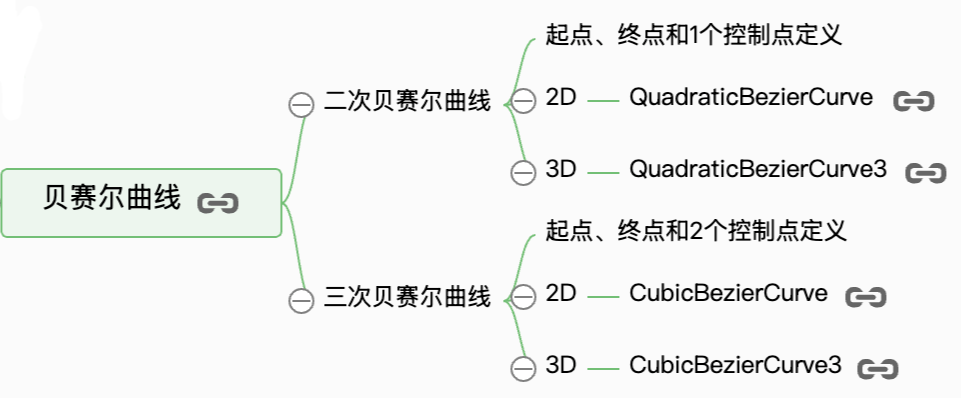 贝赛尔曲线
二次贝赛尔曲线
起点、终点和1个控制点定义
2D QuadraticBezierCurve
3D QuadraticBezierCurve3
三次贝赛尔曲线
起点、终点和2个控制点定义
2D CubicBezierCurve
3D CubicBezierCurve3